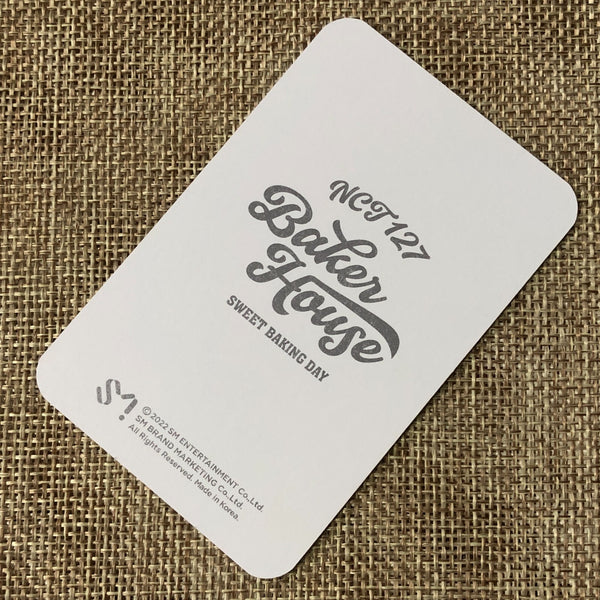 NCT 127
Baker
House
SWEET BAKING DAY
SM
© 2022 SM ENTERTAINMENT Co.,Ltd.
SM BRAND MARKETING Co.,Ltd.
All Rights Reserved. Made in Korea.